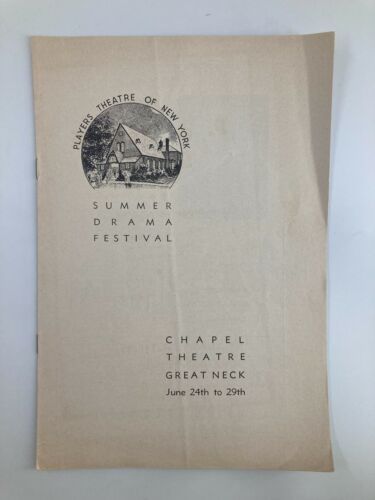 PLAYERS THEATRE OF NEW YORK
SUMMER
DRAMA
FESTIVAL
CHAPEL
THEATRE
GREAT NECK
June 24th to 29th